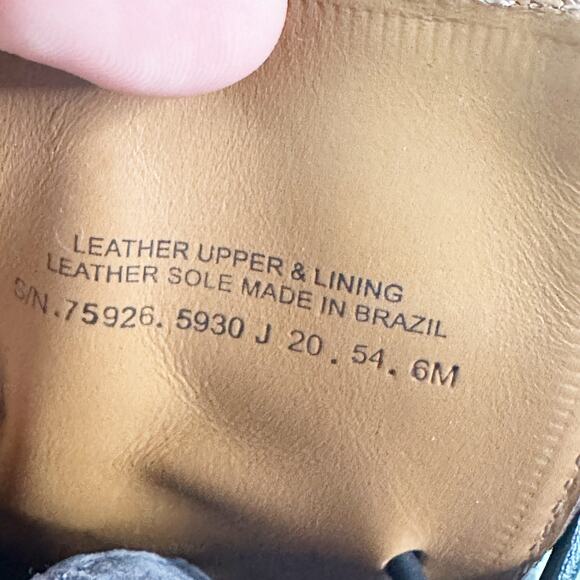 LEATHER UPPER & LINING
LEATHER SOLE MADE IN BRAZIL
S/N.75926.5930 J 20.54.6M